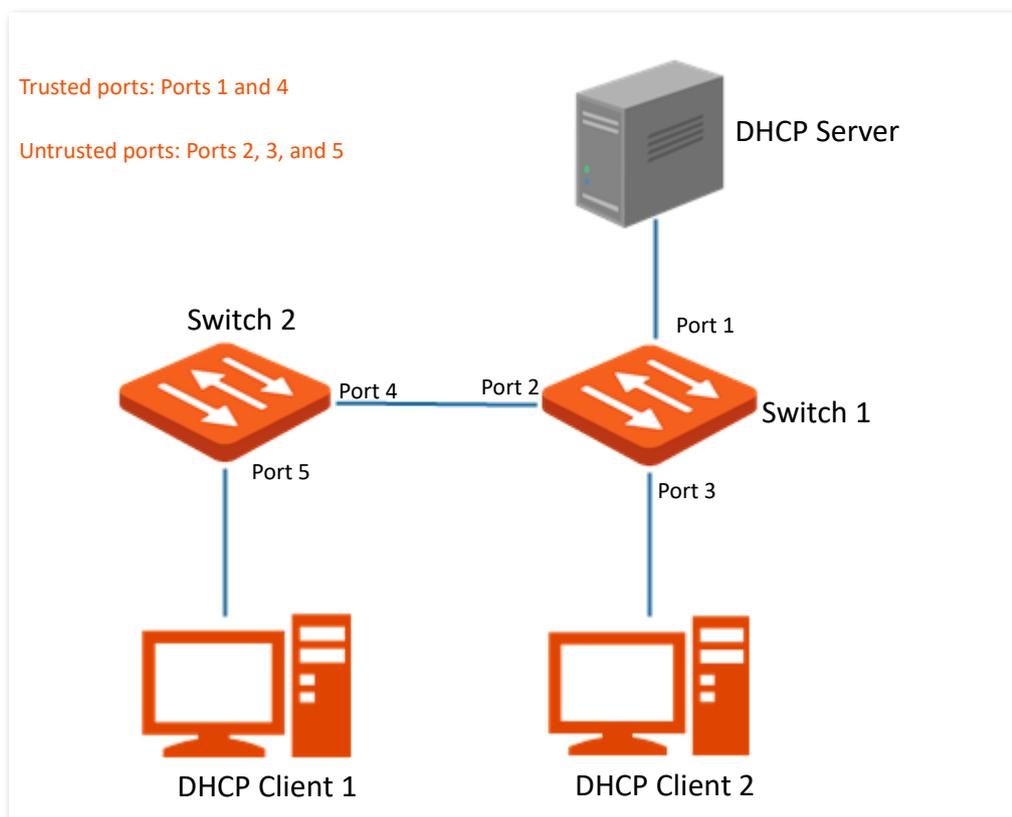 Trusted ports: Ports 1 and 4
DHCP Server
Untrusted ports: Ports 2, 3, and 5
Switch 2
Port 1
Port 4
Port 2
Switch 1
Port 5
Port 3
DHCP Client 1
DHCP Client 2